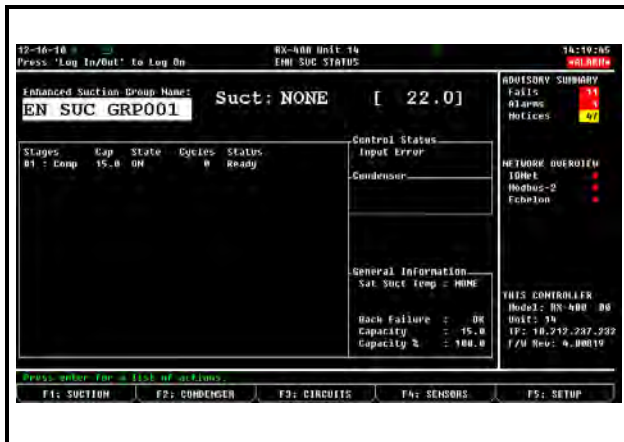 12-16-10
RX-400 Unit 14
14:19:45
Press 'Log In/Out' to Log On
ENH SUC STATUS
*ALARM*
Enhanced Suction Group Name:
EN SUC GRP001
Suct: NONE [ 22.0]
ADVISORY SUMMARY
Fails
Alarms
Notices 47
Stages Cap State Cycles Status
01 : Comp 15.0 ON 0 Ready
Control Status
Input Error
Condenser
NETWORK OVERVIEW
IONet
Modbus-2
Echelon
General Information
Sat Suct Temp : NONE
Rack Failure : OK
Capacity : 15.0
Capacity % : 100.0
THIS CONTROLLER
Model: RX-400 00
Unit: 14
IP: 10.212.237.232
F/W Rev: 4.00B19
Press enter for a list of actions.
F1: SUCTION F2: CONDENSER F3: CIRCUITS F4: SENSORS F5: SETUP